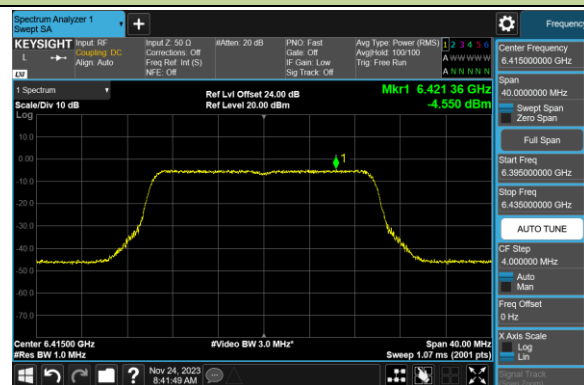 Spectrum Analyzer 1
Swept SA
Frequency
KEYSIGHT
L
LXI
Input: RF
Coupling: DC
Align: Auto
Input Z: 50 Ω
Corrections: Off
Freq Ref: Int (S)
NFE: Off
#Atten: 20 dB
PNO: Fast
Gate: Off
IF Gain: Low
Sig Track: Off
Avg Type: Power (RMS)
Avg|Hold: 100/100
Trig: Free Run
1 2 3 4 5 6
A W W W W W
A N N N N N
1 Spectrum
Scale/Div 10 dB
Log
Ref Lvl Offset 24.00 dB
Ref Level 20.00 dBm
Mkr1 6.421 36 GHz
-4.550 dBm
10.0
0.00
-10.0
-20.0
-30.0
-40.0
-50.0
-60.0
-70.0
1
Center 6.41500 GHz
#Res BW 1.0 MHz
#Video BW 3.0 MHz*
Span 40.00 MHz
Sweep 1.07 ms (2001 pts)
Center Frequency
6.415000000 GHz
Span
40.0000000 MHz
Swept Span
Zero Span
Full Span
Start Freq
6.395000000 GHz
Stop Freq
6.435000000 GHz
AUTO TUNE
CF Step
4.000000 MHz
Auto
Man
Freq Offset
0 Hz
X Axis Scale
Log
Lin
Signal Track
(Span Zoom)
Nov 24, 2023
8:41:49 AM